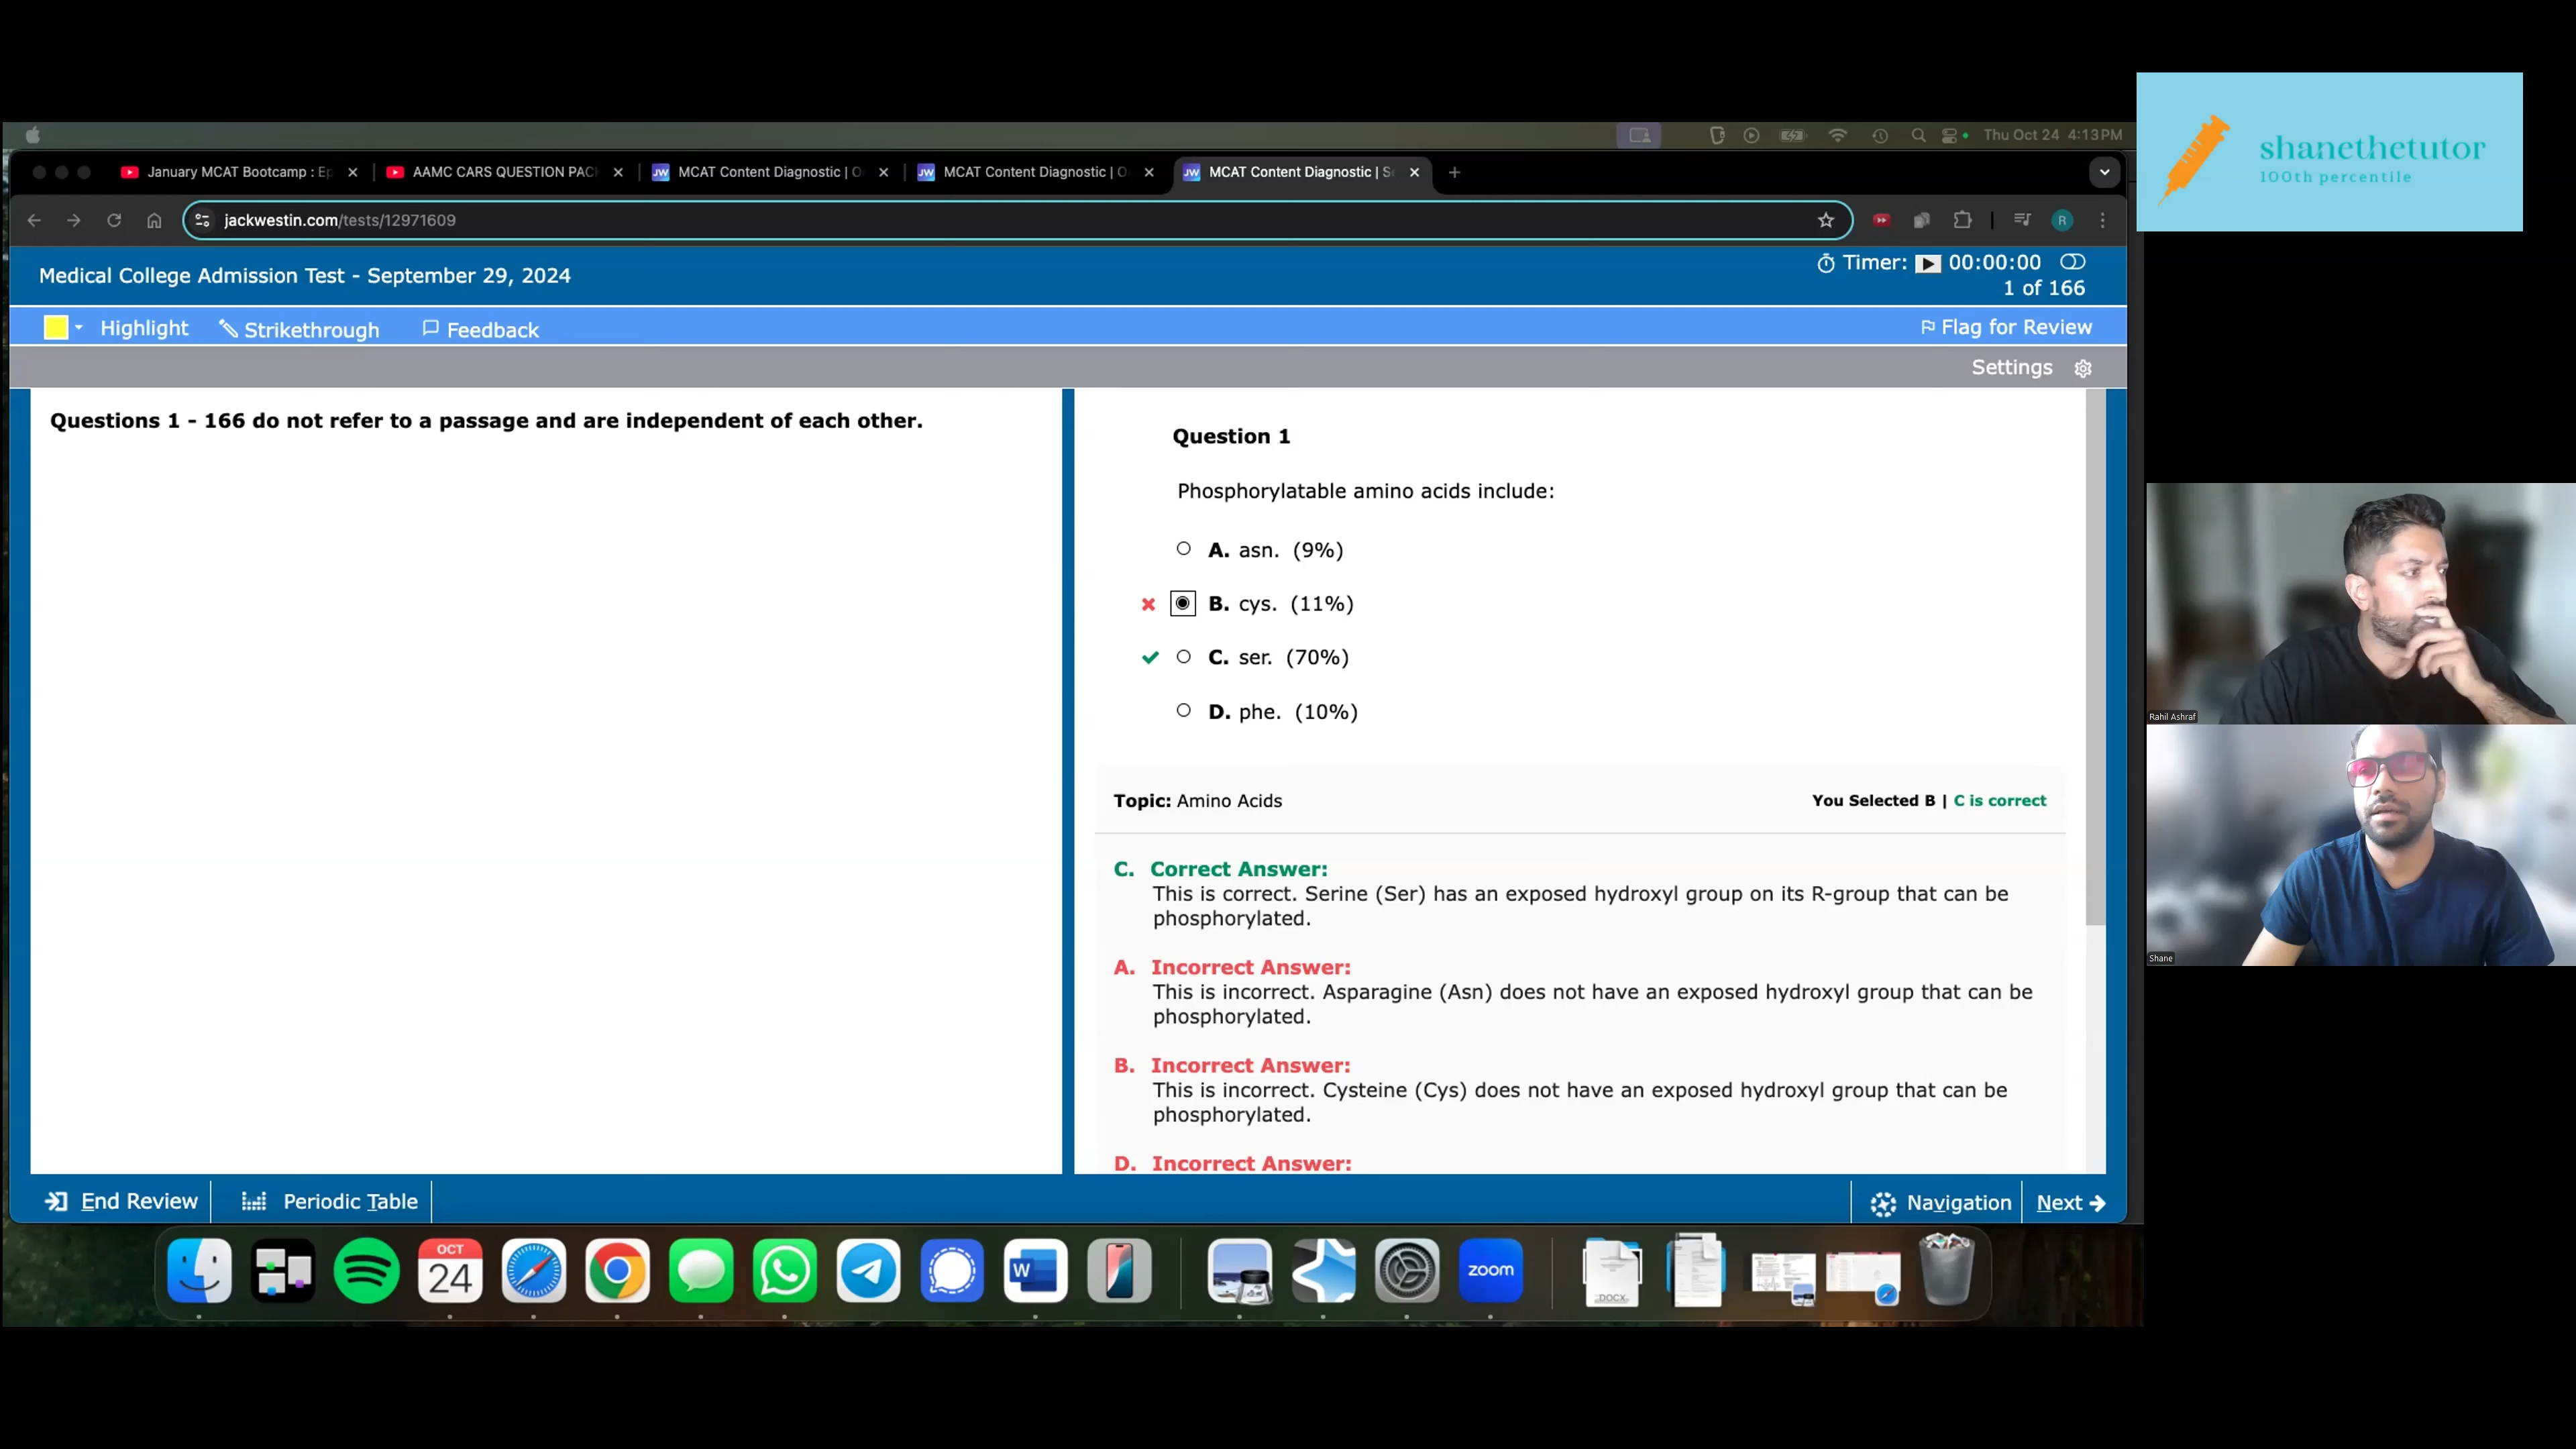 Thu Oct 24 4:13 PM
January MCAT Bootcamp : Ep
AAMC CARS QUESTION PAC
MCAT Content Diagnostic | O
MCAT Content Diagnostic | O
MCAT Content Diagnostic | Se
jackwestin.com/tests/12971609
R
Medical College Admission Test - September 29, 2024
Timer: 00:00:00
1 of 166
Highlight
Strikethrough
Feedback
Flag for Review
Settings
Questions 1 - 166 do not refer to a passage and are independent of each other.
Question 1
Phosphorylatable amino acids include:
A. asn. (9%)
B. cys. (11%)
C. ser. (70%)
D. phe. (10%)
Topic: Amino Acids
You Selected B | C is correct
C. Correct Answer:
This is correct. Serine (Ser) has an exposed hydroxyl group on its R-group that can be
phosphorylated.
A. Incorrect Answer:
This is incorrect. Asparagine (Asn) does not have an exposed hydroxyl group that can be
phosphorylated.
B. Incorrect Answer:
This is incorrect. Cysteine (Cys) does not have an exposed hydroxyl group that can be
phosphorylated.
D. Incorrect Answer:
End Review
Periodic Table
Navigation
Next
OCT
24
W
zoom
.DOCX
shanethetutor
100th percentile
Rahil Ashraf
Shane